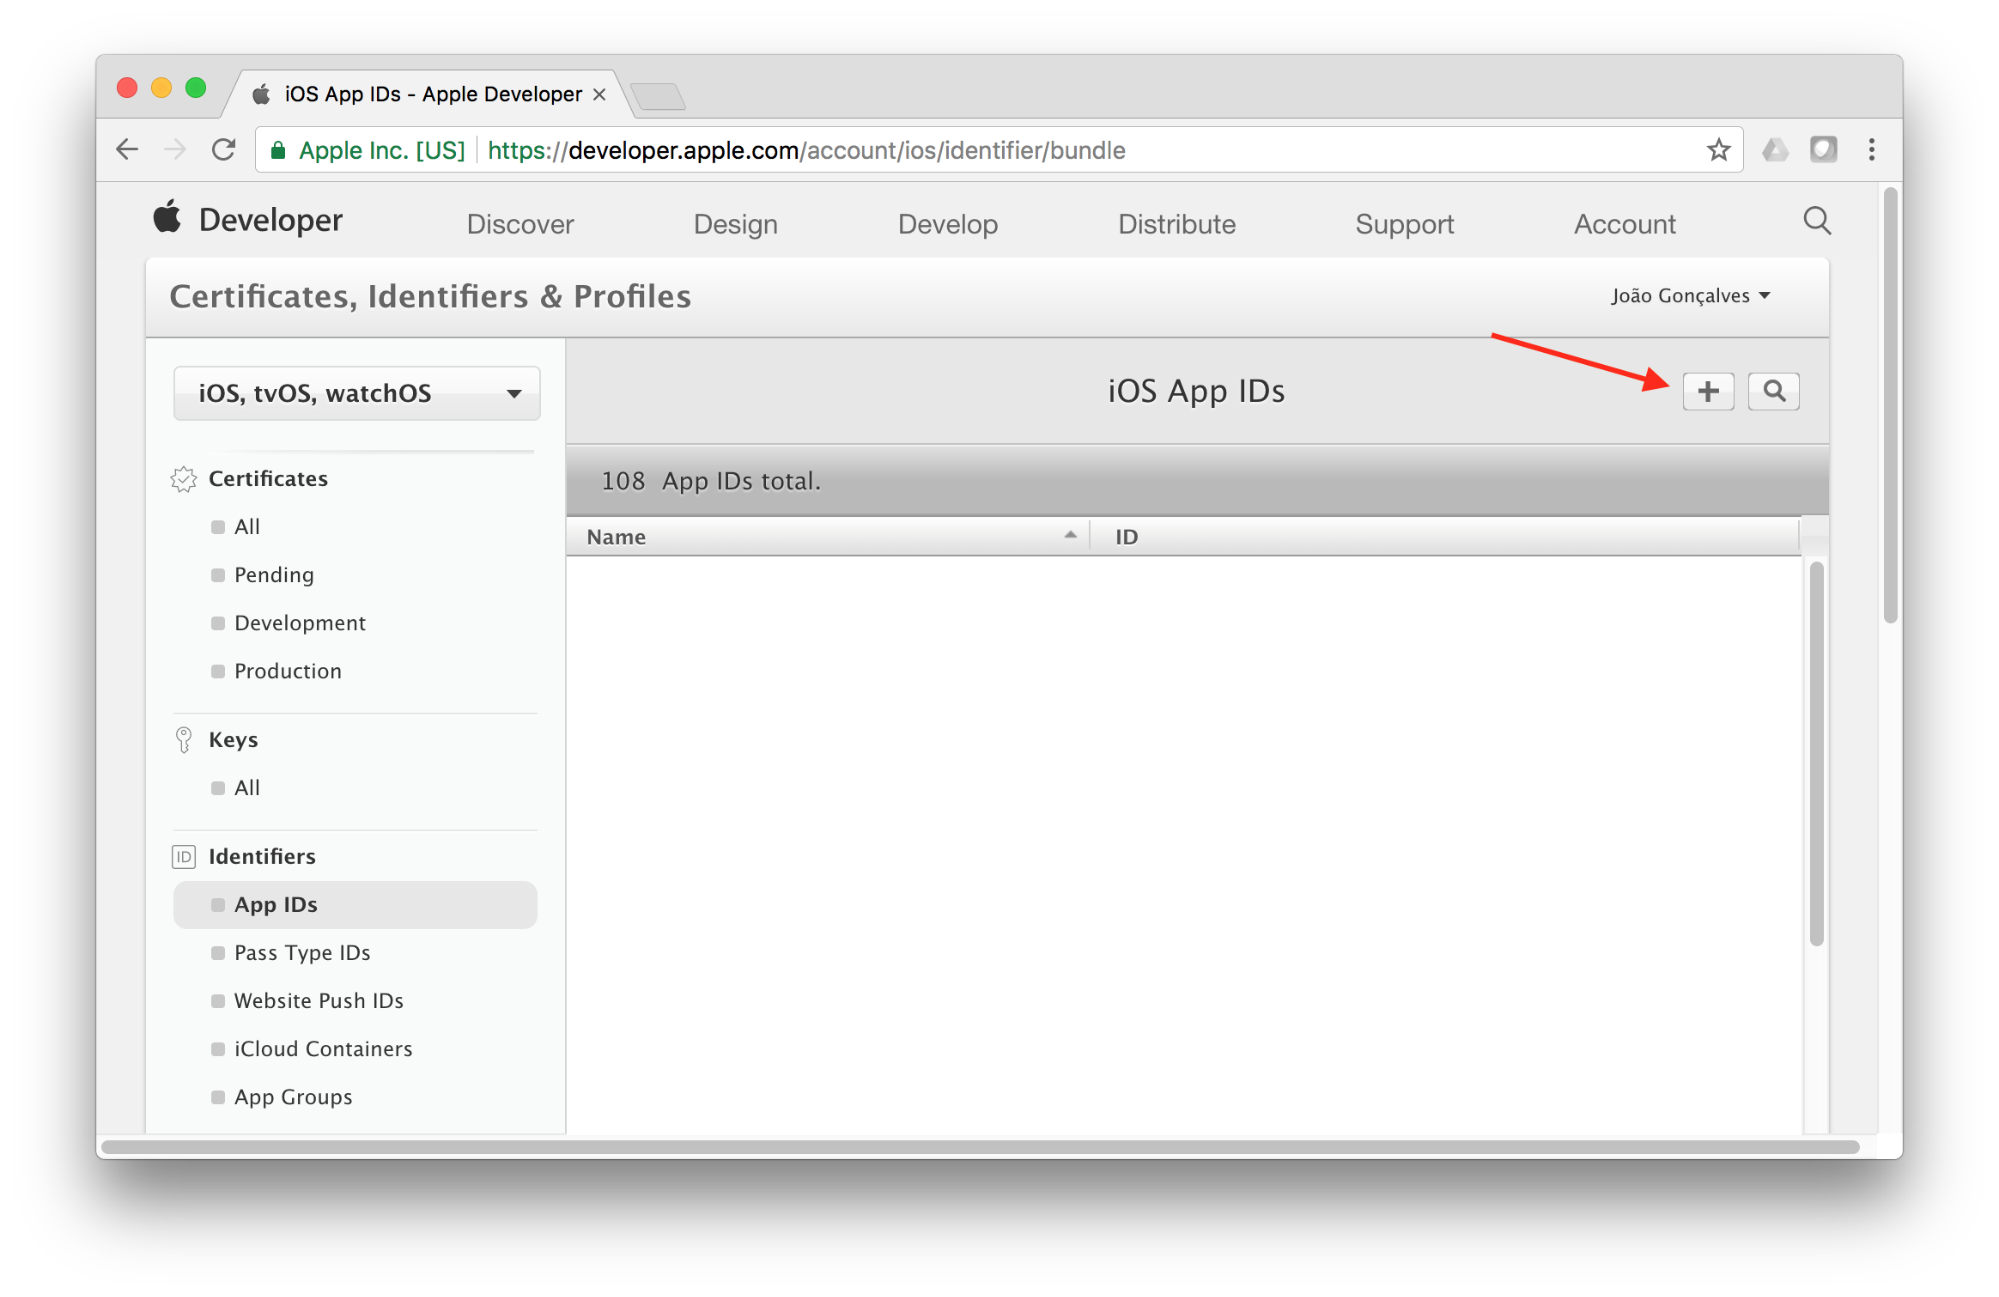 iOS App IDs - Apple Developer
Apple Inc. [US] https://developer.apple.com/account/ios/identifier/bundle
Developer Discover Design Develop Distribute Support Account
Certificates, Identifiers & Profiles
João Gonçalves
iOS, tvOS, watchOS
iOS App IDs
108 App IDs total.
Name ID
Certificates
All
Pending
Development
Production
Keys
All
ID Identifiers
App IDs
Pass Type IDs
Website Push IDs
iCloud Containers
App Groups